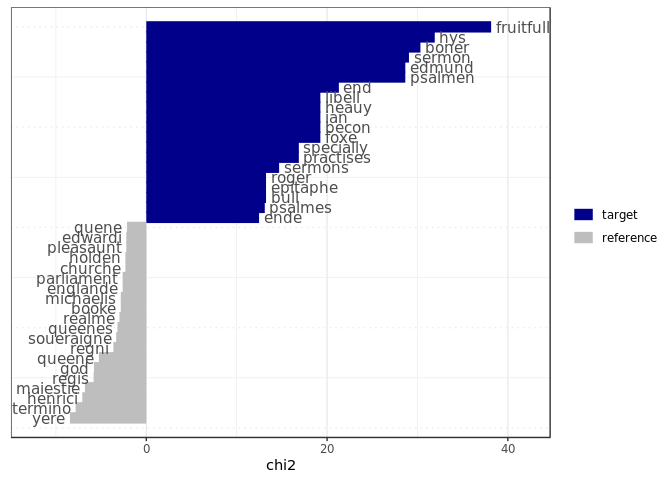 fruitfull
hys
boner
sermon
edmund
psalmen
end
libell
heauy
ian
becon
foxe
specially
practises
sermons
roger
epitaphe
bull
psalmes
ende
quene
edwardi
pleasaunt
holden
churche
parliament
englande
michaelis
booke
realme
queenes
soueraigne
regni
queene
god
regis
maiestie
henrici
termino
yere
target
reference
0 20 40
chi2